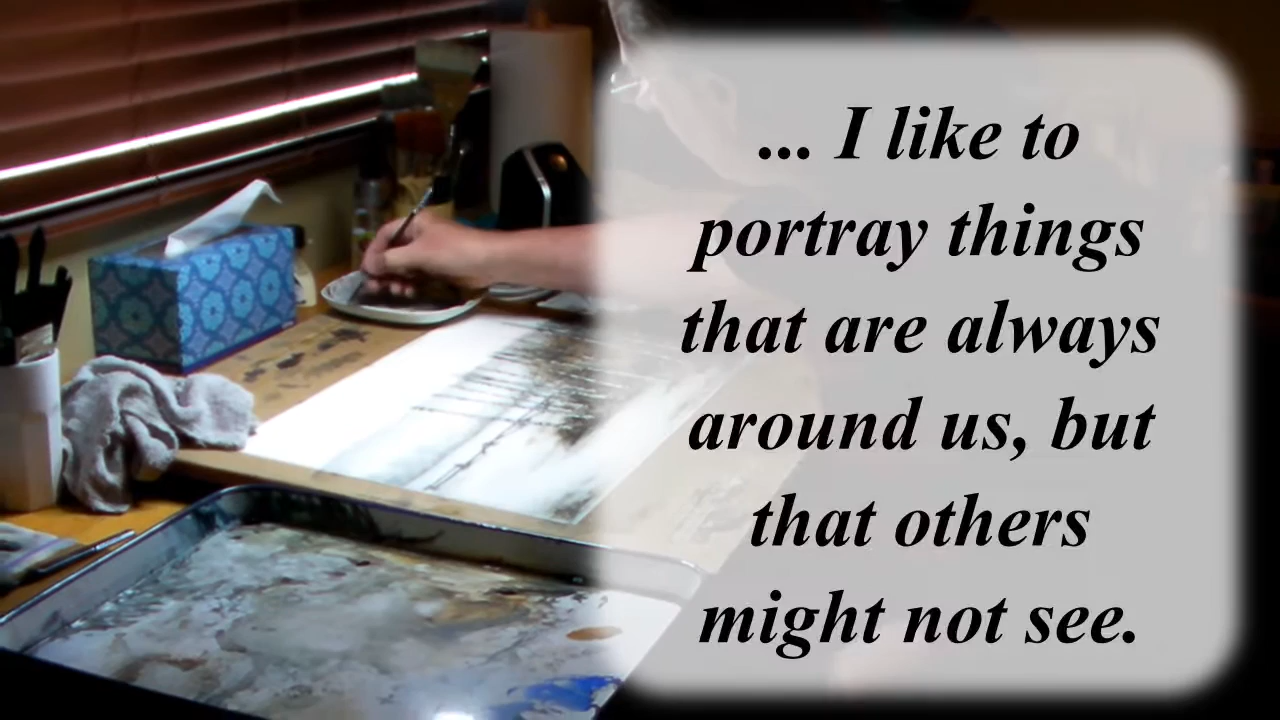 ... I like to
portray things
that are always
around us, but
that others
might not see.